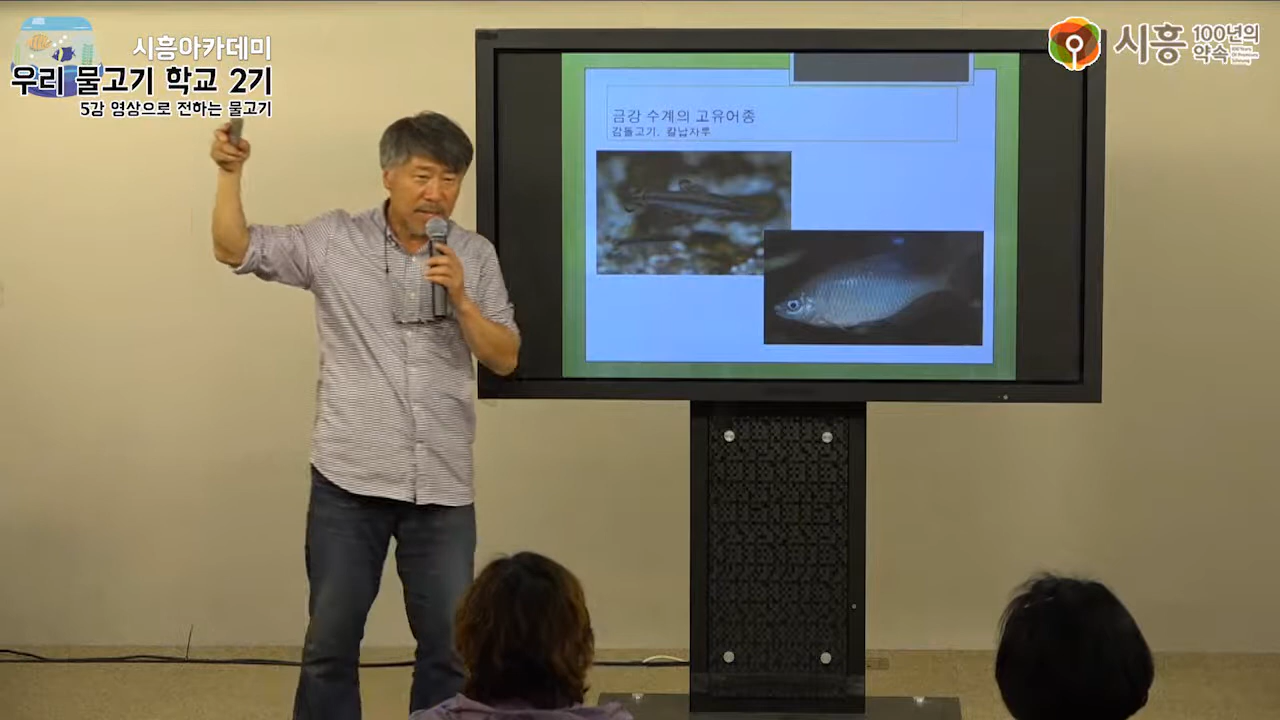 시흥아카데미
우리 물고기 학교 2기
5강 영상으로 전하는 물고기
시흥 100년의
약속
금강 수계의 고유어종
감돌고기, 칼납자루